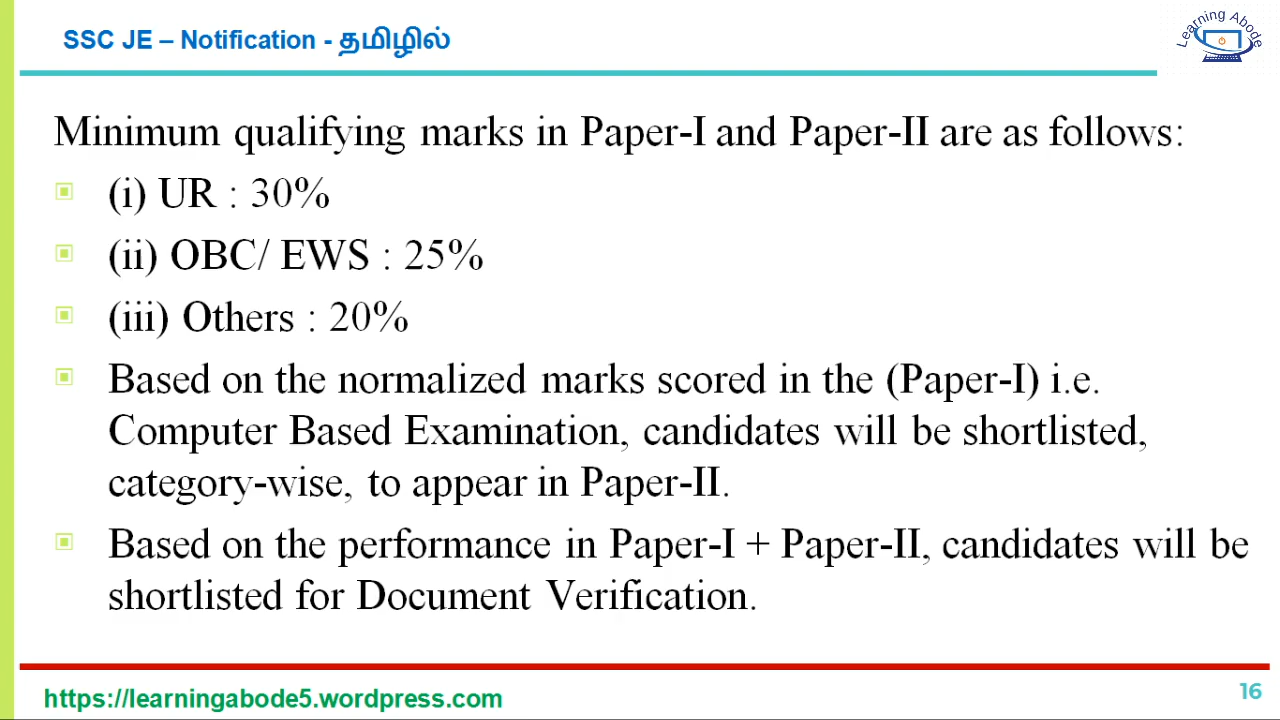 SSC JE – Notification - தமிழில்
Learning Abode
Minimum qualifying marks in Paper-I and Paper-II are as follows:
(i) UR : 30%
(ii) OBC/ EWS : 25%
(iii) Others : 20%
Based on the normalized marks scored in the (Paper-I) i.e.
Computer Based Examination, candidates will be shortlisted,
category-wise, to appear in Paper-II.
Based on the performance in Paper-I + Paper-II, candidates will be
shortlisted for Document Verification.
https://learningabode5.wordpress.com
16